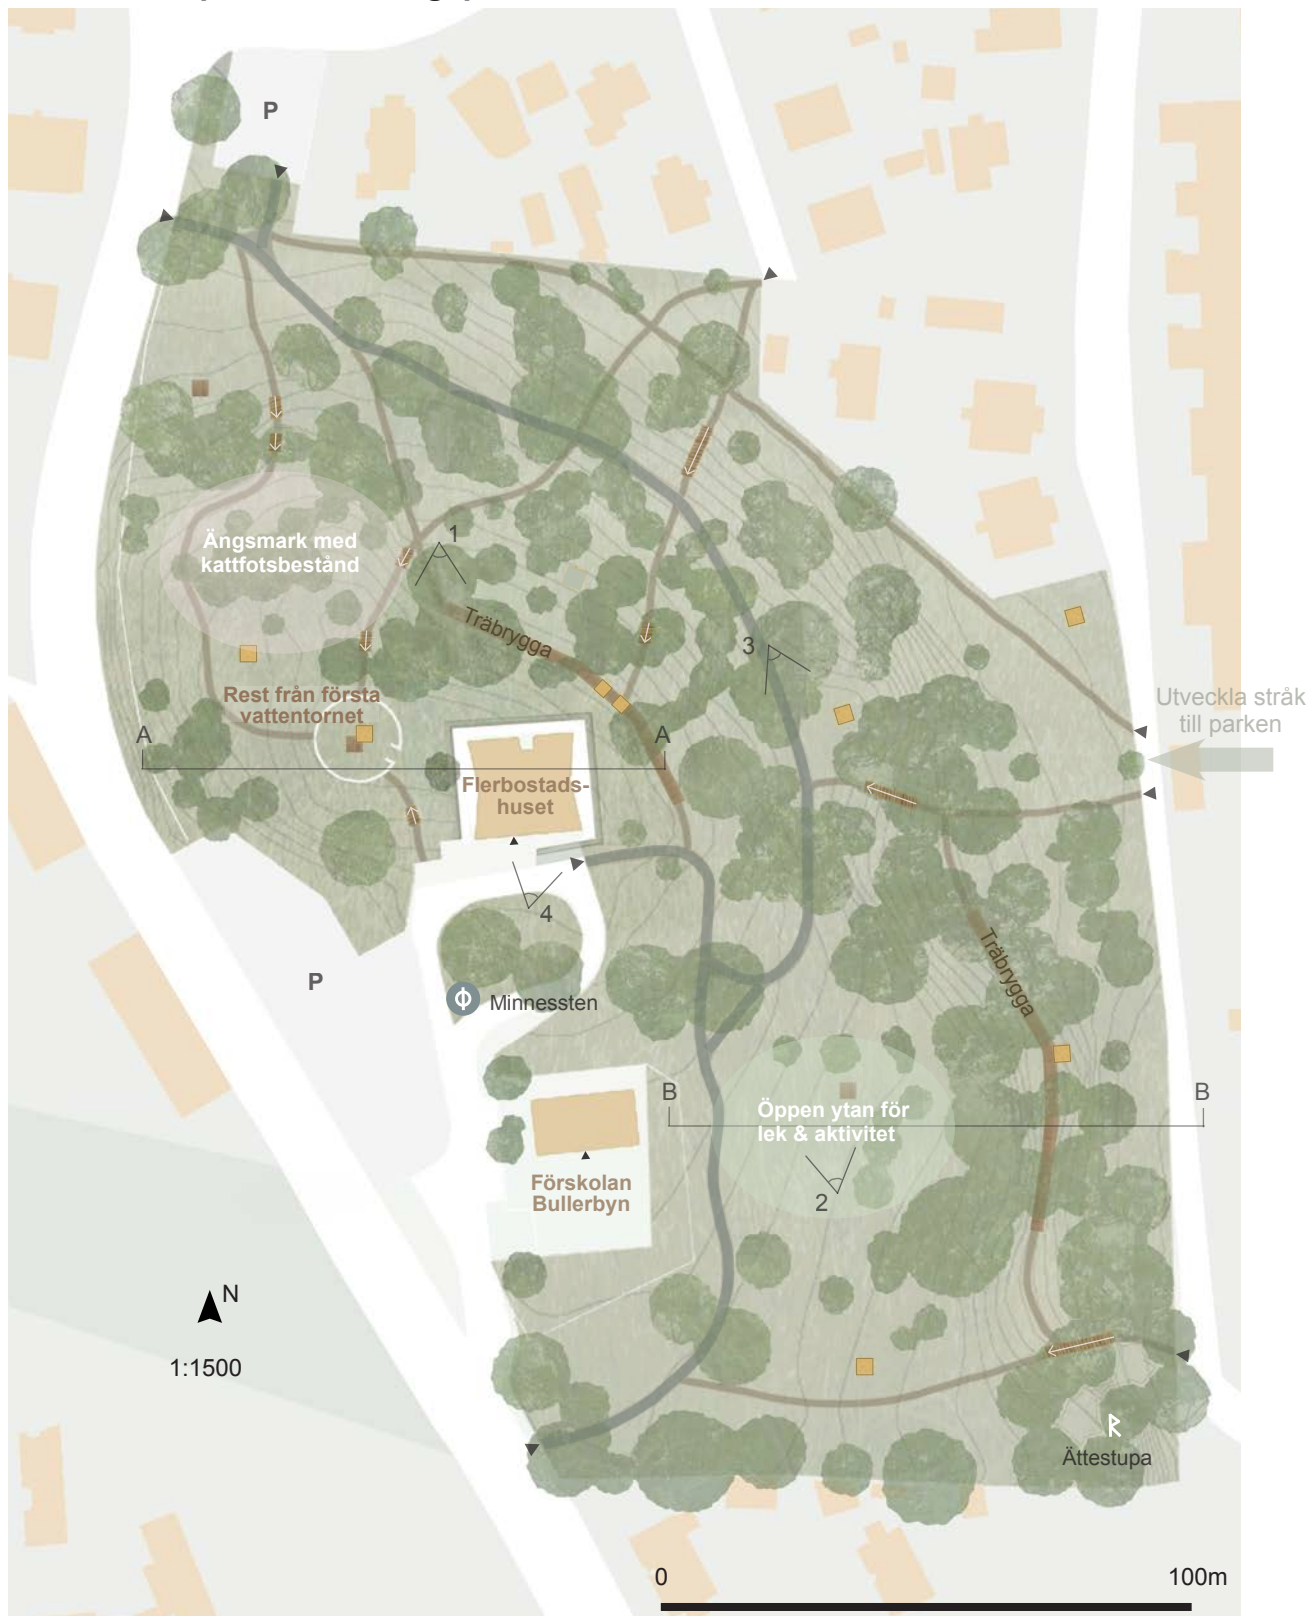 P
Ängsmark med
kattfotsbestånd
1
Träbrygga
3
Rest från första
vattentornet
Utveckla stråk
till parken
A
A
Flerbostads-
huset
4
Träbrygga
P
Minnessten
B
B
Öppen ytan för
lek & aktivitet
2
Förskolan
Bullerbyn
N
1:1500
Ättestupa
0
100m